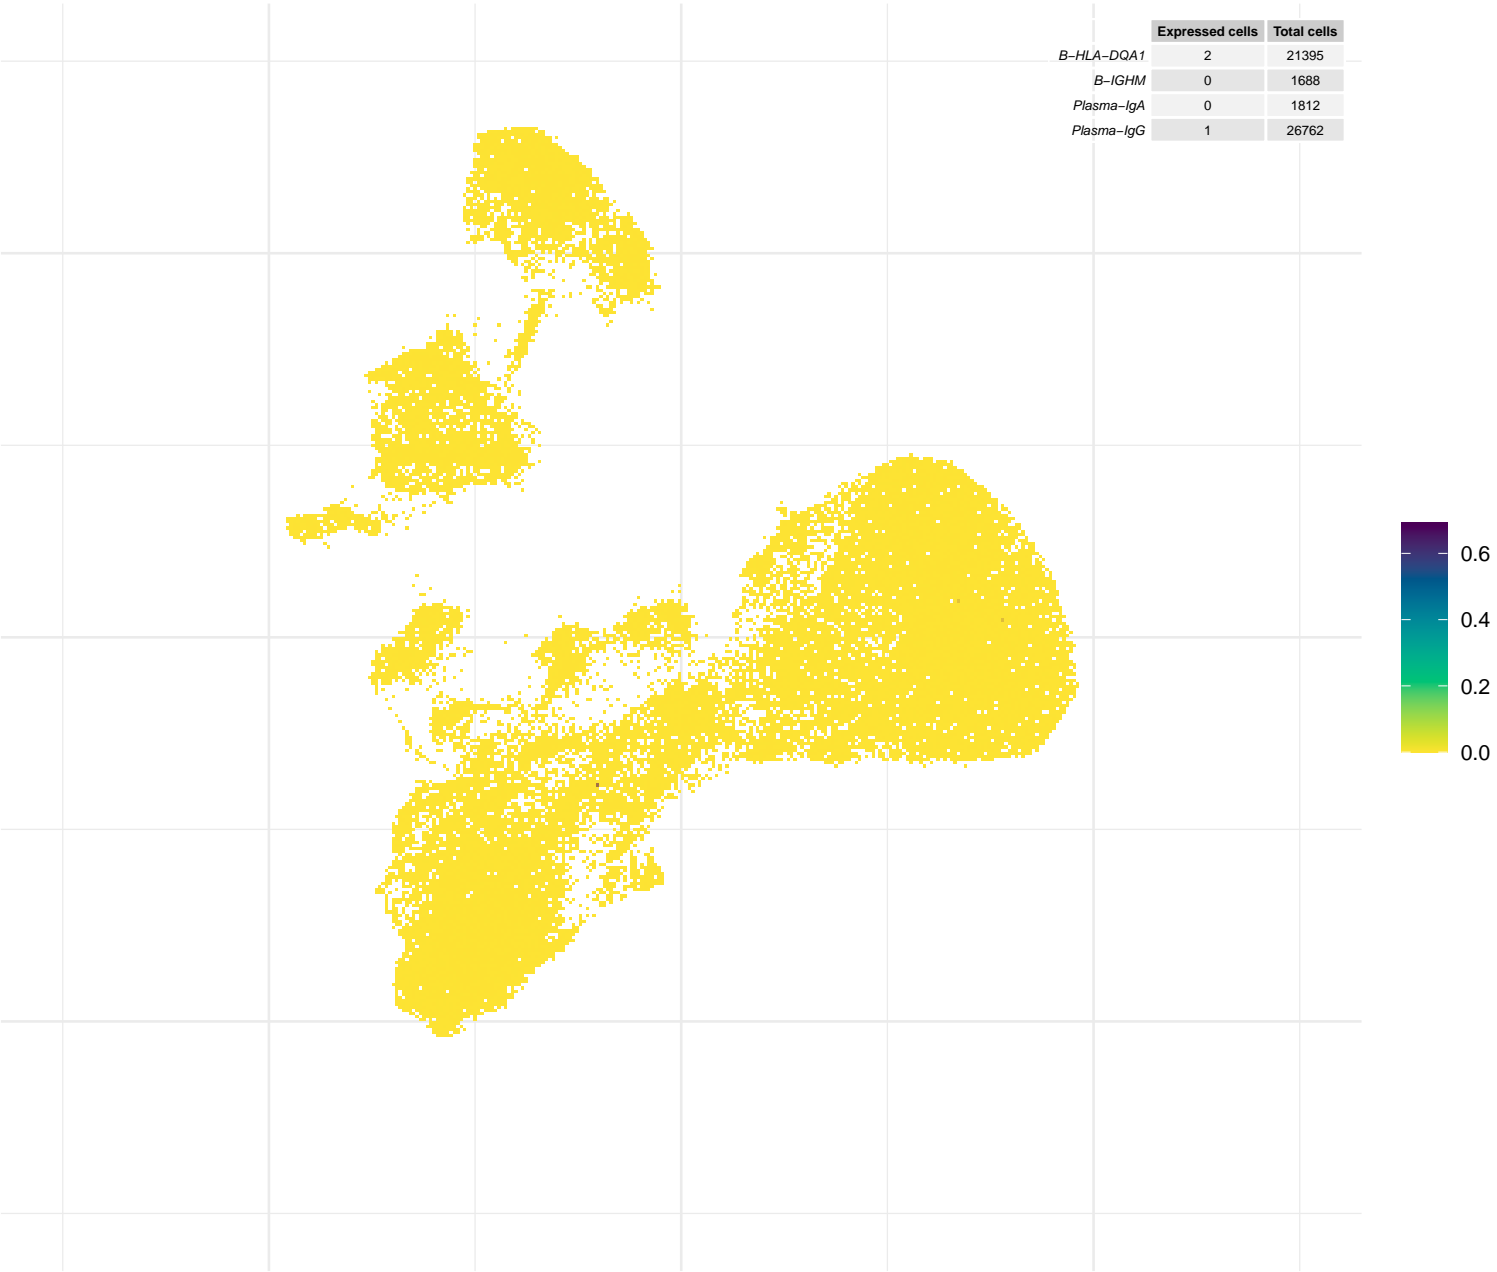 Expressed cells Total cells
B−HLA−DQA1 2 21395
B−IGHM 0 1688
Plasma−IgA 0 1812
Plasma−IgG 1 26762
0.6
0.4
0.2
0.0